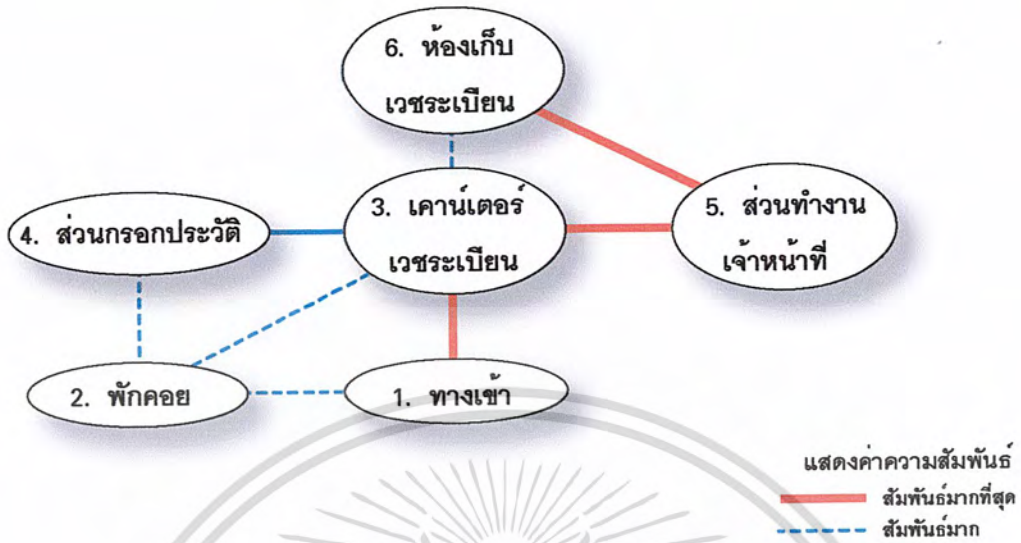 6. ห้องเก็บ
เวชระเบียน
4. ส่วนกรอกประวัติ
3. เคาน์เตอร์
เวชระเบียน
5. ส่วนทำงาน
เจ้าหน้าที่
2. พักคอย
1. ทางเข้า
แสดงค่าความสัมพันธ์
สัมพันธ์มากที่สุด
สัมพันธ์มาก